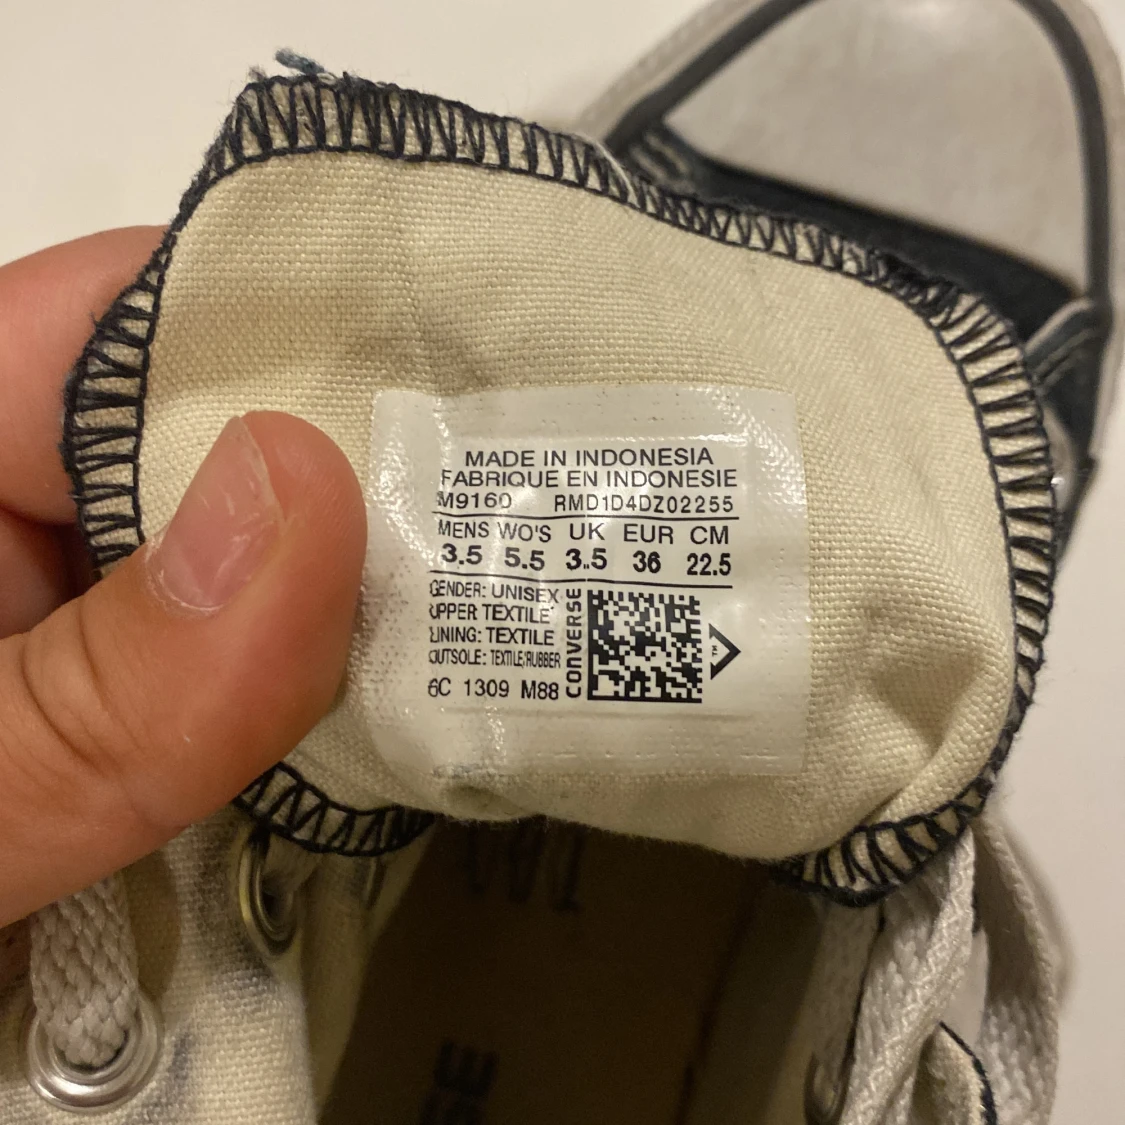 MADE IN INDONESIA
FABRIQUE EN INDONESIE
M9160 RMD1D4DZ02255
MENS WO'S UK EUR CM
3.5 5.5 3.5 36 22.5
GENDER: UNISEX
UPPER TEXTILE
LINING: TEXTILE
OUTSOLE: TEXTILE/RUBBER
6C 1309 M88
CONVERSE
TM